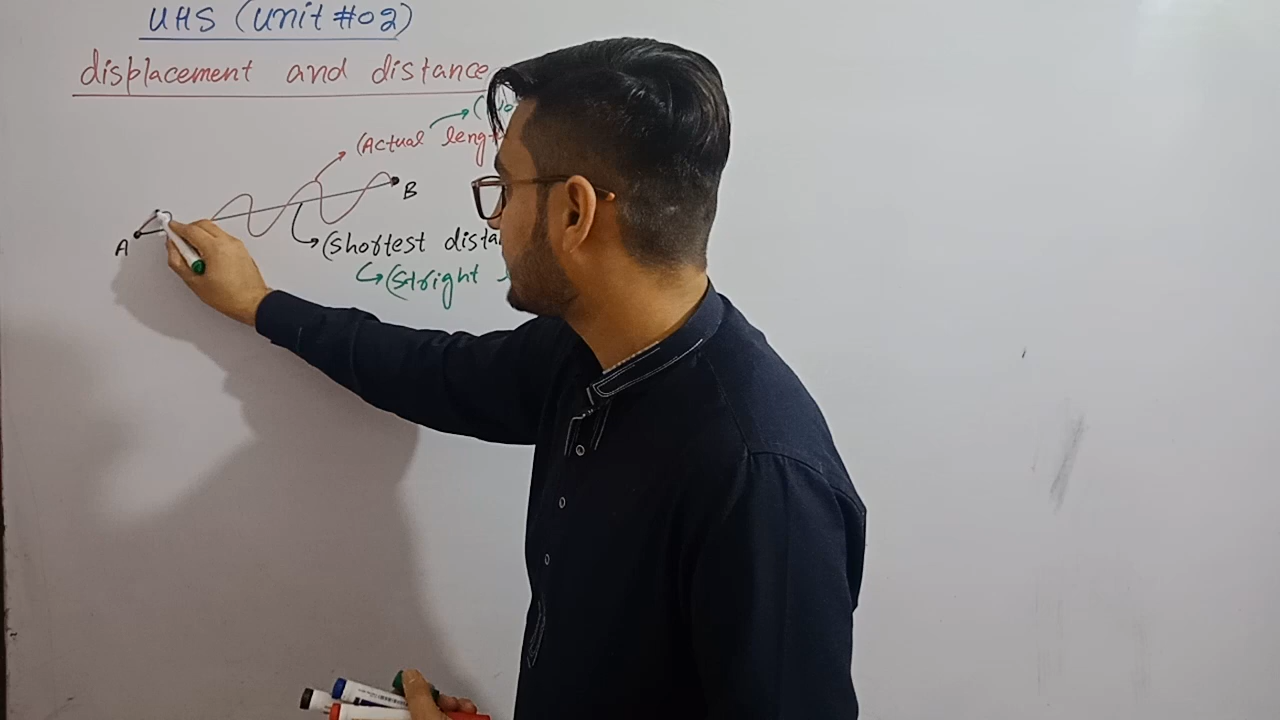 UHS (Unit #02)
displacement and distance
(Actual leng
B
A
(Shortest dista
(Stright